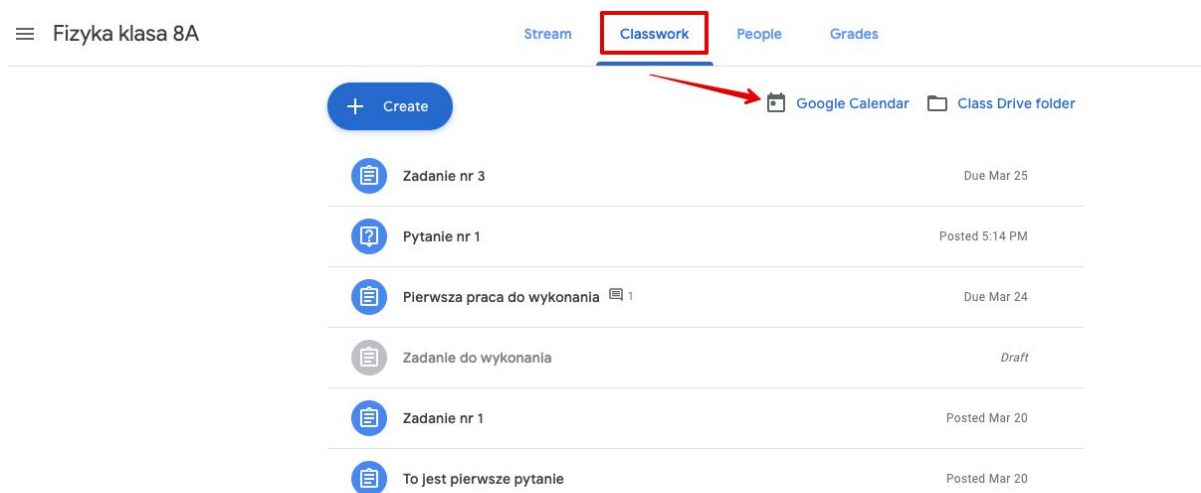 Fizyka klasa 8A
Stream Classwork People Grades
Create
Google Calendar Class Drive folder
Zadanie nr 3 Due Mar 25
Pytanie nr 1 Posted 5:14 PM
Pierwsza praca do wykonania 1 Due Mar 24
Zadanie do wykonania Draft
Zadanie nr 1 Posted Mar 20
To jest pierwsze pytanie Posted Mar 20